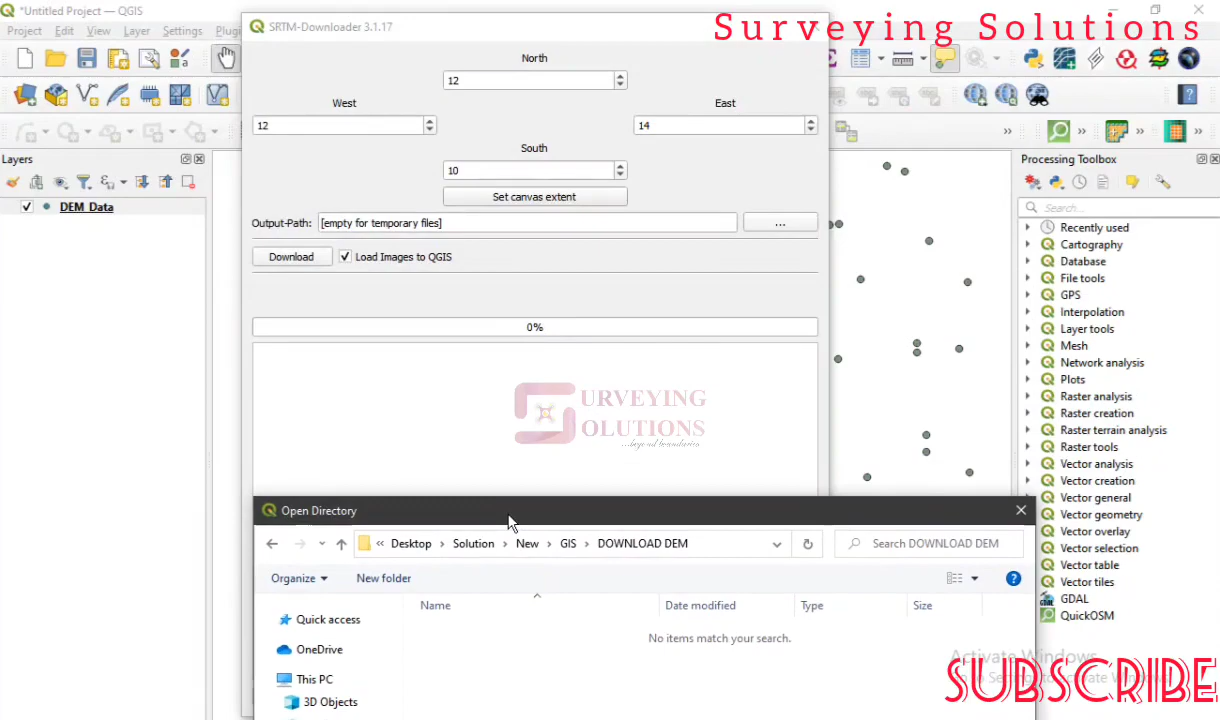 *Untitled Project — QGIS
Project Edit View Layer Settings Plugi
SRTM-Downloader 3.1.17
Surveying Solutions
North
12
West
East
12
14
South
10
Set canvas extent
Output-Path: [empty for temporary files] ...
Download Load Images to QGIS
0%
Layers
DEM_Data
SURVEYING
SOLUTIONS
...beyond boundaries
Processing Toolbox
Search...
Recently used
Cartography
Database
File tools
GPS
Interpolation
Layer tools
Mesh
Network analysis
Plots
Raster analysis
Raster creation
Raster terrain analysis
Raster tools
Vector analysis
Vector creation
Vector general
Vector geometry
Vector overlay
Vector selection
Vector table
Vector tiles
GDAL
QuickOSM
Open Directory
« Desktop › Solution › New › GIS › DOWNLOAD DEM
Search DOWNLOAD DEM
Organize New folder
Name Date modified Type Size
No items match your search.
Quick access
OneDrive
This PC
3D Objects
Activate Windows
SUBSCRIBE